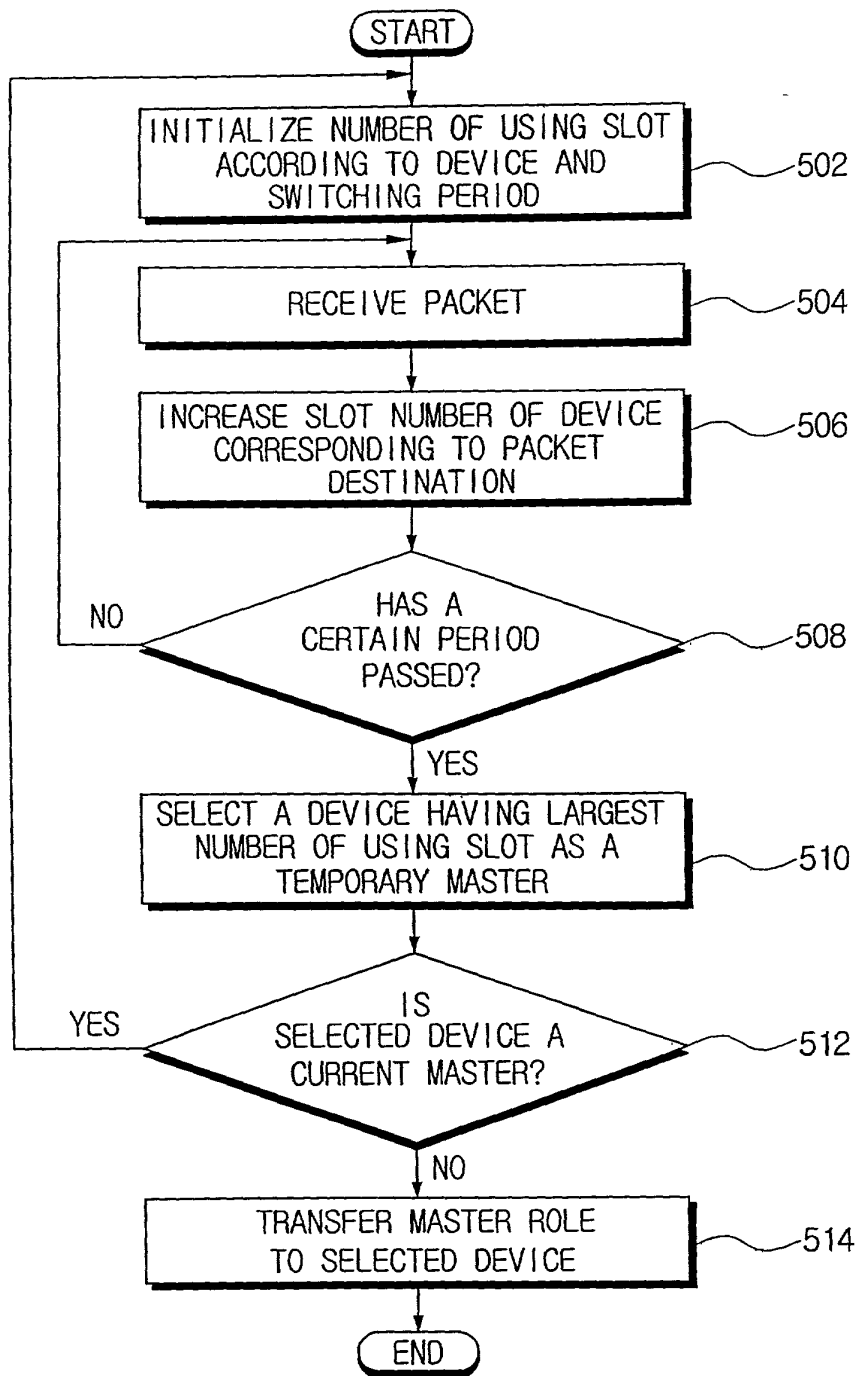 START
INITIALIZE NUMBER OF USING SLOT
ACCORDING TO DEVICE AND
SWITCHING PERIOD
502
RECEIVE PACKET
504
INCREASE SLOT NUMBER OF DEVICE
CORRESPONDING TO PACKET
DESTINATION
506
NO
HAS A
CERTAIN PERIOD
PASSED?
508
YES
SELECT A DEVICE HAVING LARGEST
NUMBER OF USING SLOT AS A
TEMPORARY MASTER
510
YES
IS
SELECTED DEVICE A
CURRENT MASTER?
512
NO
TRANSFER MASTER ROLE
TO SELECTED DEVICE
514
END